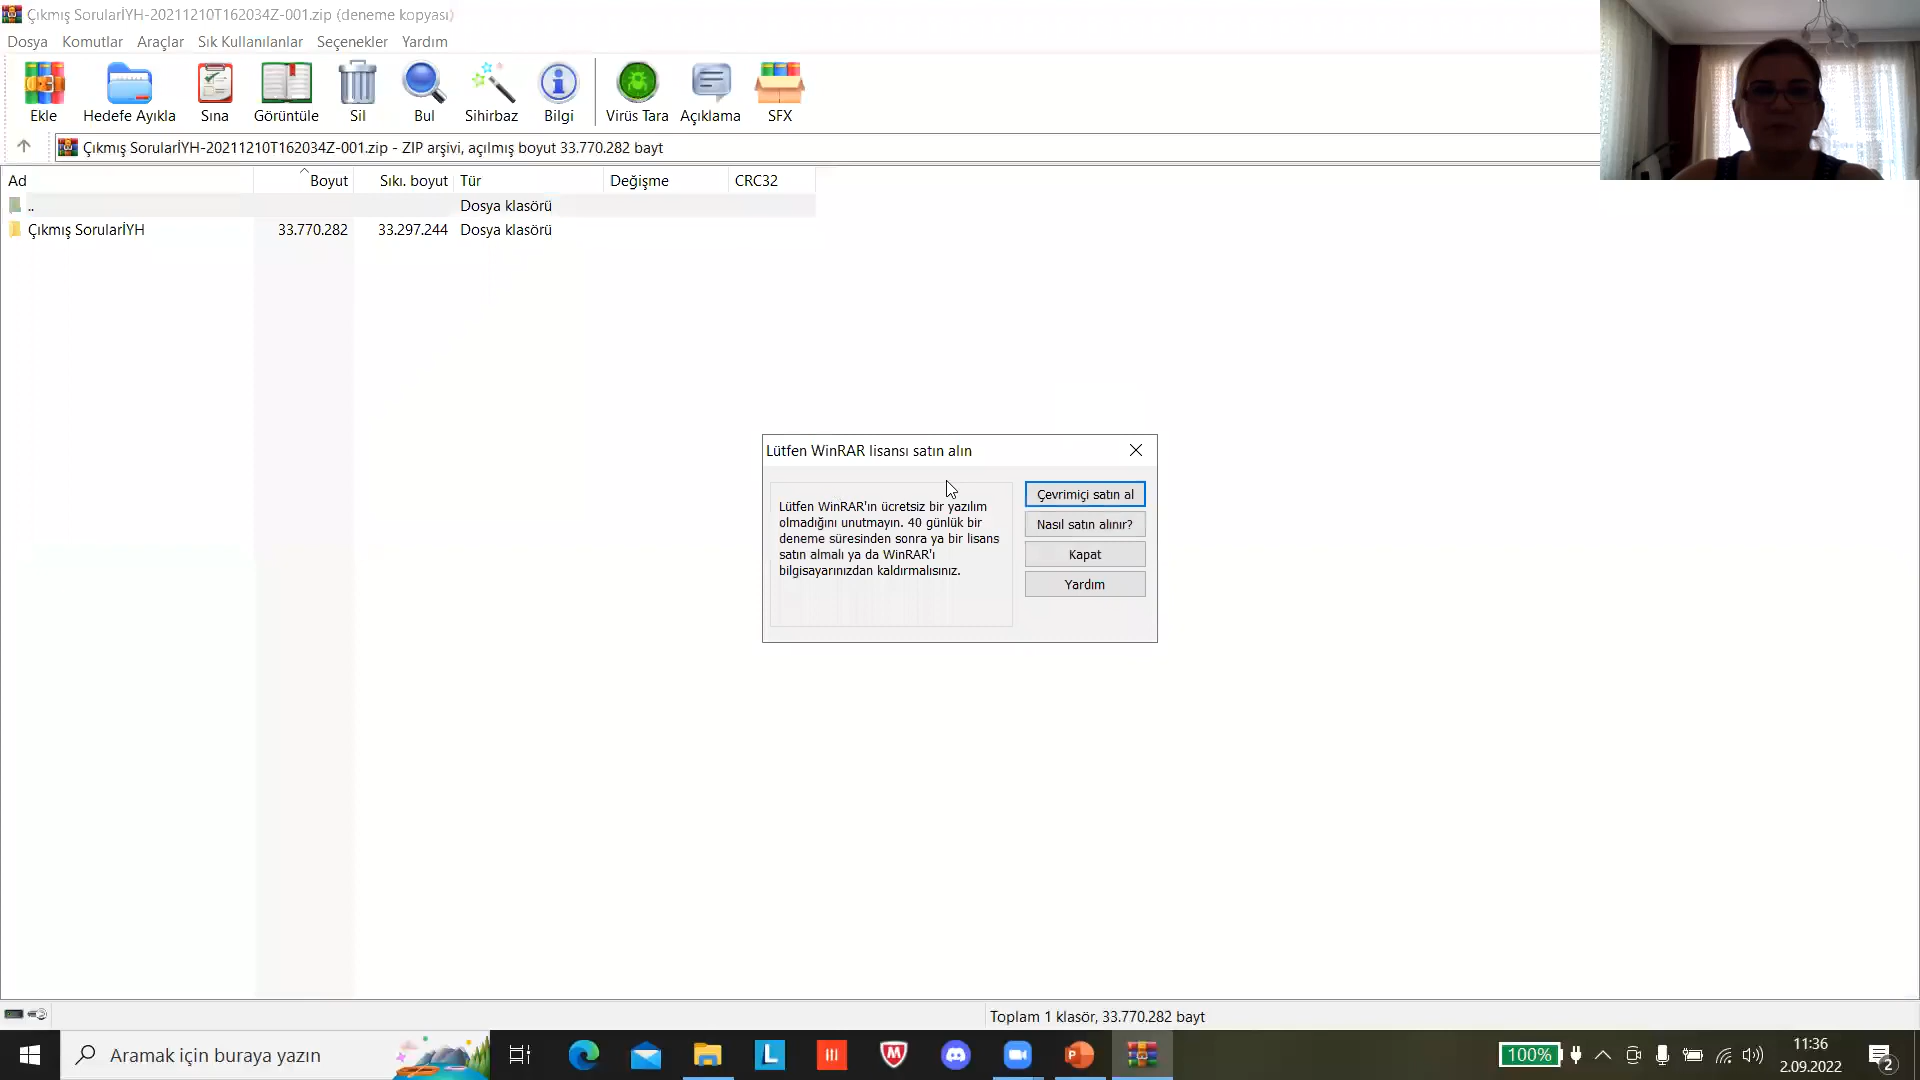 Çıkmış SorularİYH-20211210T162034Z-001.zip (deneme kopyası)
Dosya Komutlar Araçlar Sık Kullanılanlar Seçenekler Yardım
Ekle Hedefe Ayıkla Sına Görüntüle Sil Bul Sihirbaz Bilgi Virüs Tara Açıklama SFX
Çıkmış SorularİYH-20211210T162034Z-001.zip - ZIP arşivi, açılmış boyut 33.770.282 bayt
Ad Boyut Sıkı. boyut Tür Değişme CRC32
.. Dosya klasörü
Çıkmış SorularİYH 33.770.282 33.297.244 Dosya klasörü
Lütfen WinRAR lisansı satın alın
Lütfen WinRAR'ın ücretsiz bir yazılım
olmadığını unutmayın. 40 günlük bir
deneme süresinden sonra ya bir lisans
satın almalı ya da WinRAR'ı
bilgisayarınızdan kaldırmalısınız.
Çevrimiçi satın al
Nasıl satın alınır?
Kapat
Yardım
Toplam 1 klasör, 33.770.282 bayt
Aramak için buraya yazın
100%
11:36
2.09.2022
2